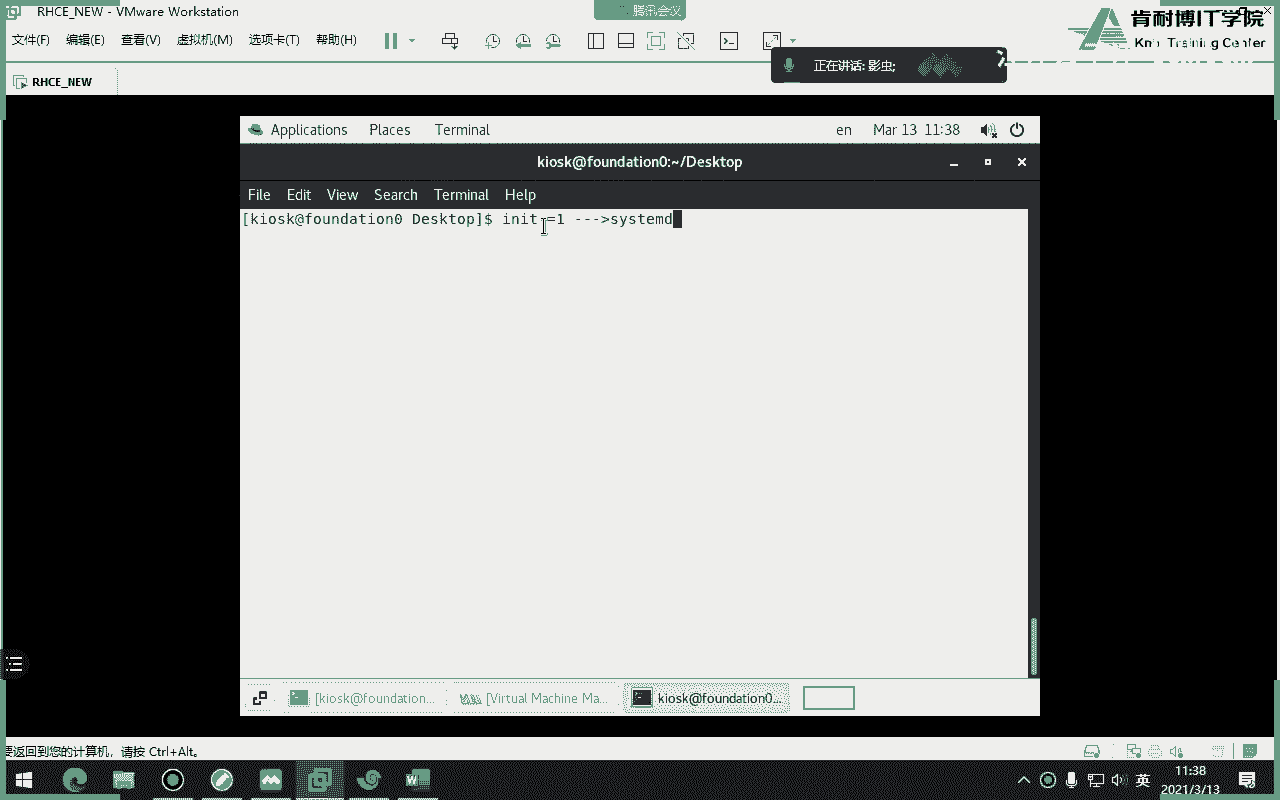 RHCE_NEW - VMware Workstation
腾讯会议
肯耐博IT学院
Training Center
文件(F) 编辑(E) 查看(V) 虚拟机(M) 选项卡(T) 帮助(H)
正在讲话: 影虫;
RHCE_NEW
Applications Places Terminal en Mar 13 11:38
kiosk@foundation0:~/Desktop
File Edit View Search Terminal Help
[kiosk@foundation0 Desktop]$ init =1 --->systemd
[kiosk@foundation... [Virtual Machine Ma... kiosk@foundation0...
要返回到您的计算机，请按 Ctrl+Alt。
英
11:38
2021/3/13